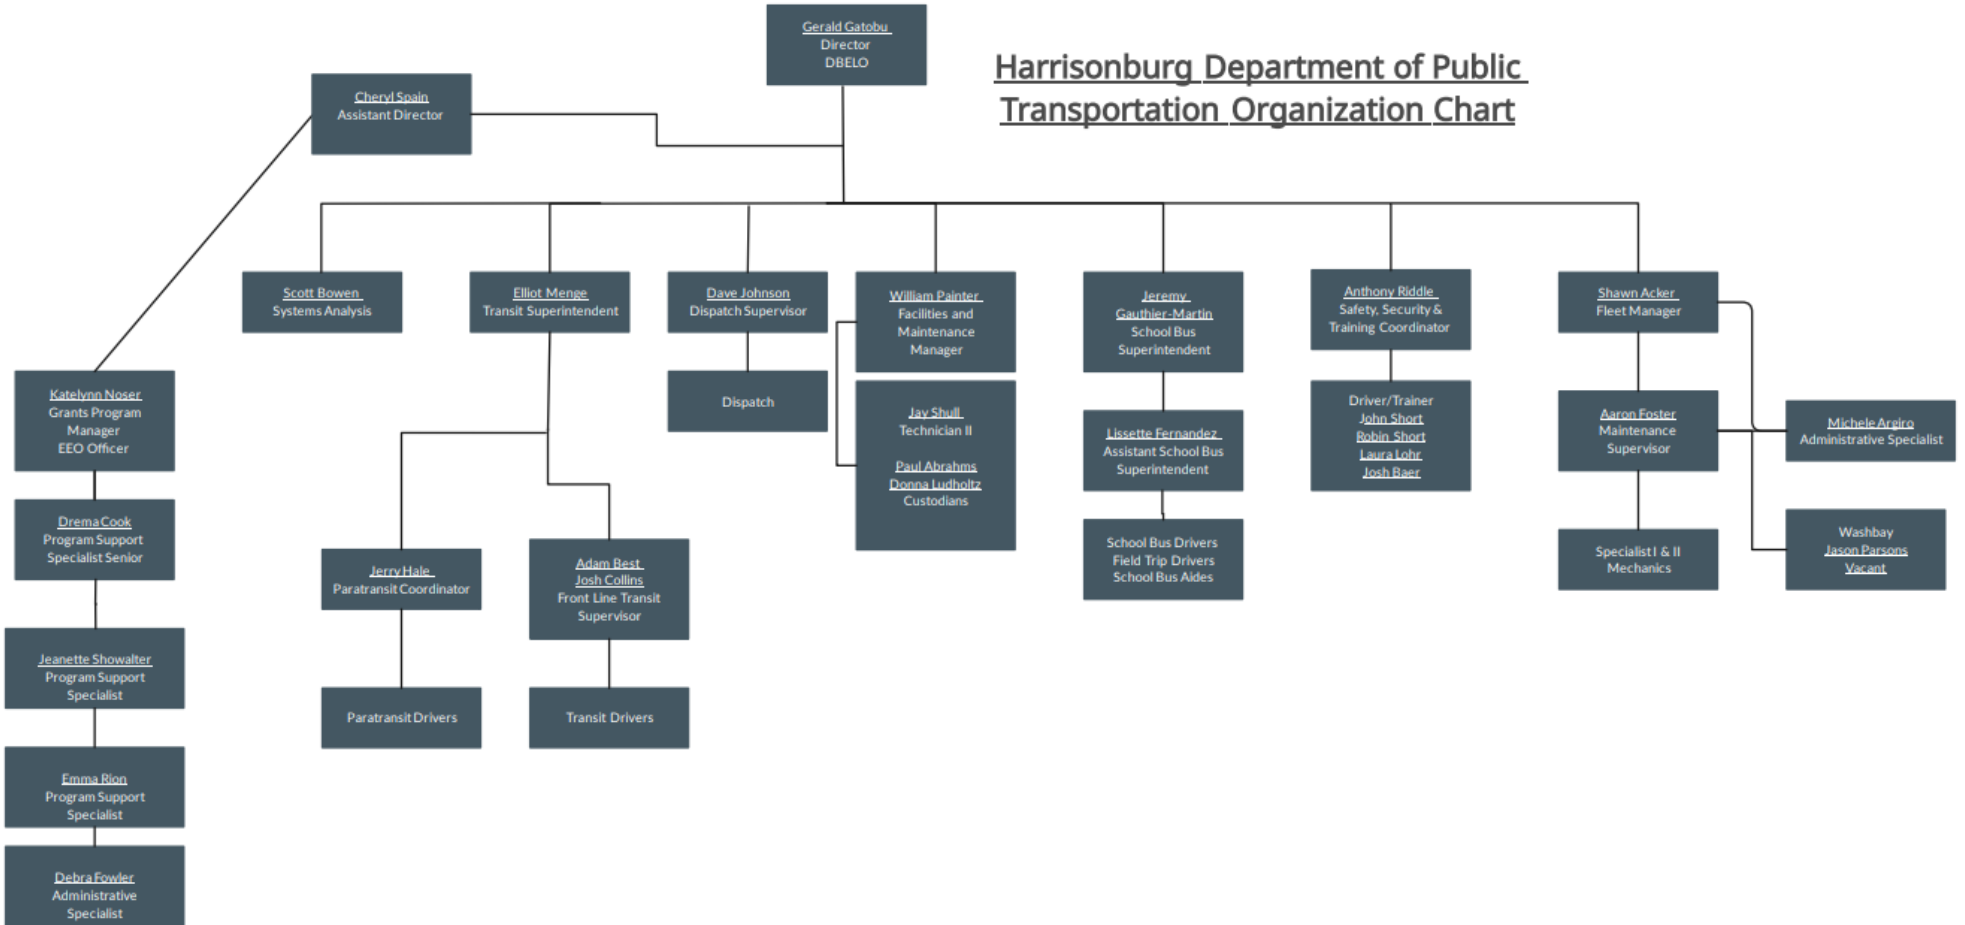 Gerald Gatobu
Director
DBELO
Harrisonburg Department of Public
Transportation Organization Chart
Cheryl Spain
Assistant Director
Scott Bowen
Systems Analysis
Elliot Menge
Transit Superintendent
Dave Johnson
Dispatch Supervisor
William Painter
Facilities and
Maintenance
Manager
Jeremy
Gauthier-Martin
School Bus
Superintendent
Anthony Riddle
Safety, Security &
Training Coordinator
Shawn Acker
Fleet Manager
Katelynn Noser
Grants Program
Manager
EEO Officer
Dispatch
Jay Shull
Technician II
Paul Abrahms
Donna Ludholtz
Custodians
Lissette Fernandez
Assistant School Bus
Superintendent
Driver/Trainer
John Short
Robin Short
Laura Lohr
Josh Baer
Aaron Foster
Maintenance
Supervisor
Michele Argiro
Administrative Specialist
Drema Cook
Program Support
Specialist Senior
School Bus Drivers
Field Trip Drivers
School Bus Aides
Specialist I & II
Mechanics
Washbay
Jason Parsons
Vacant
Jerry Hale
Paratransit Coordinator
Adam Best
Josh Collins
Front Line Transit
Supervisor
Jeanette Showalter
Program Support
Specialist
Paratransit Drivers
Transit Drivers
Emma Rion
Program Support
Specialist
Debra Fowler
Administrative
Specialist